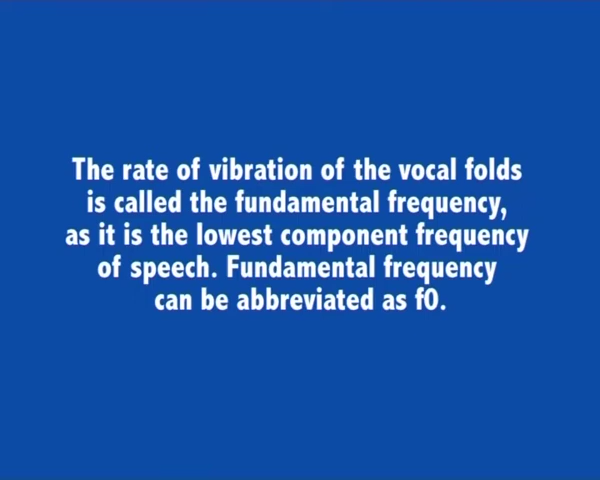 The rate of vibration of the vocal folds
is called the fundamental frequency,
as it is the lowest component frequency
of speech. Fundamental frequency
can be abbreviated as f0.